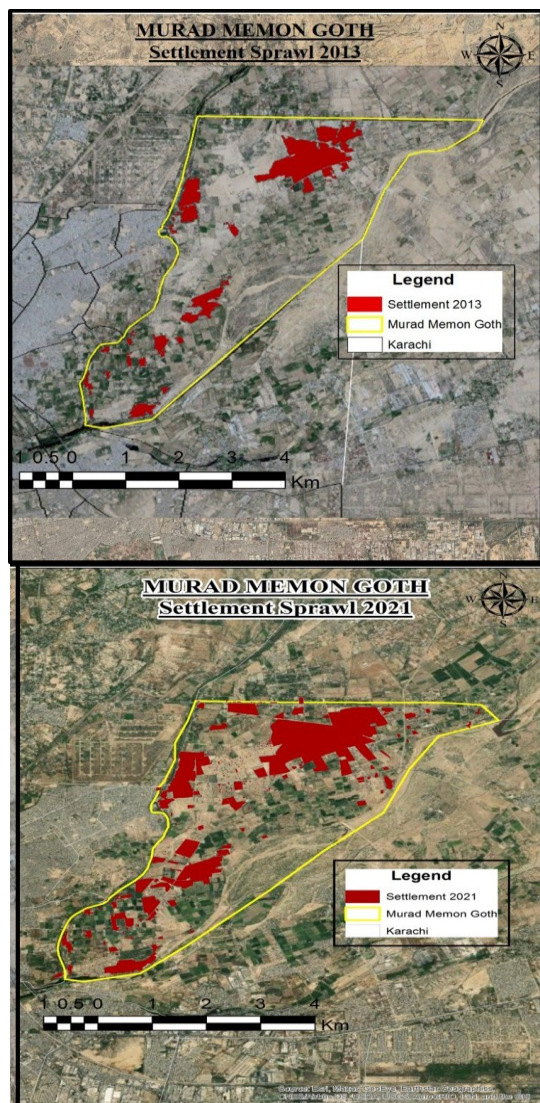 MURAD MEMON GOTH
Settlement Sprawl 2013
N
W E
S
Legend
Settlement 2013
Murad Memon Goth
Karachi
1 0.5 0 1 2 3 4
Km
MURAD MEMON GOTH
Settlement Sprawl 2021
N
W E
S
Legend
Settlement 2021
Murad Memon Goth
Karachi
1 0.5 0 1 2 3 4
Km
Source: Esri, Maxar, GeoEye, Earthstar Geographics,